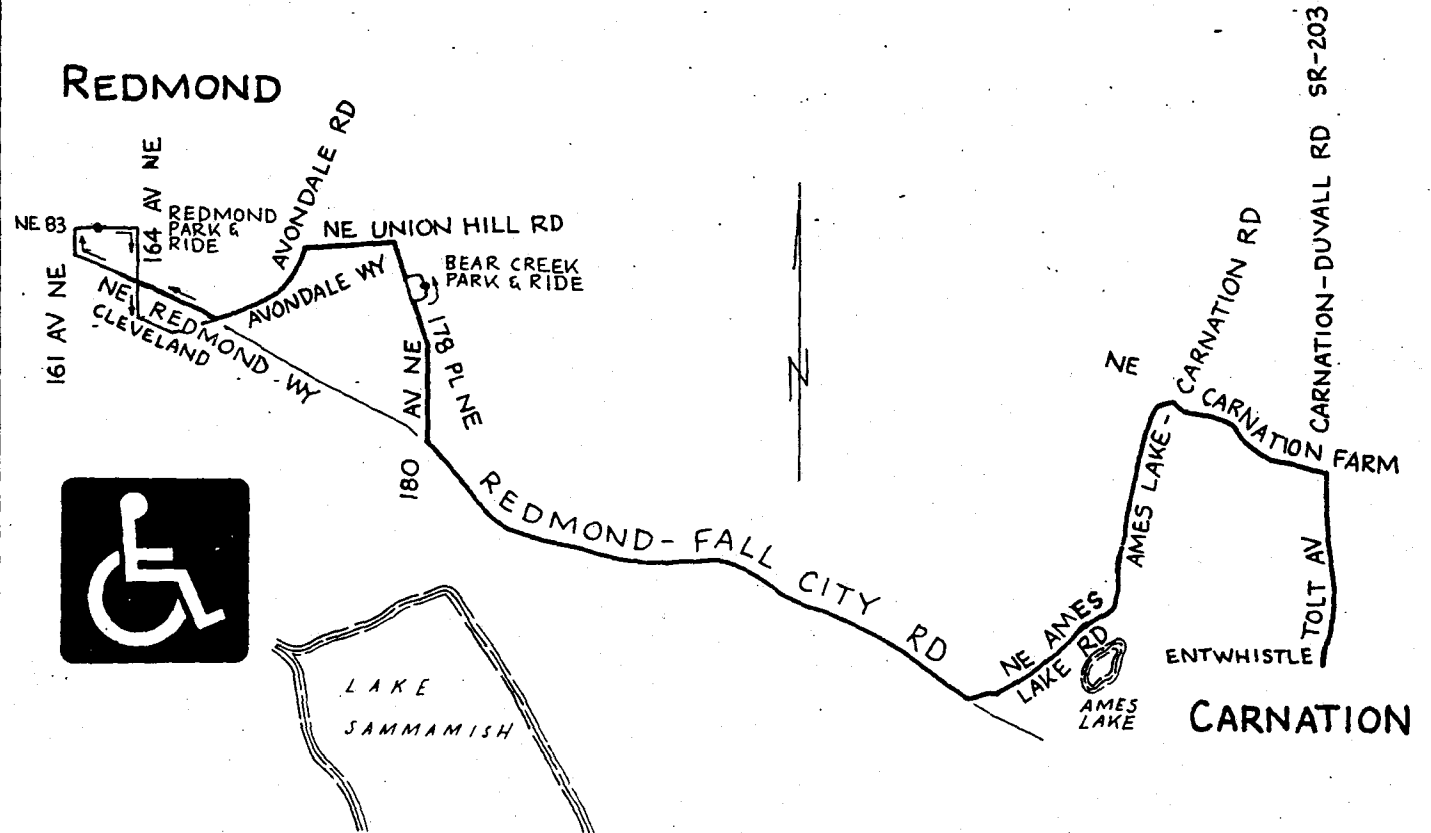 REDMOND
164 AV NE
AVONDALE RD
NE 83
REDMOND
PARK &
RIDE
NE UNION HILL RD
161 AV NE
NE REDMOND WY
CLEVELAND
AVONDALE WY
BEAR CREEK
PARK & RIDE
178 PL NE
180 AV NE
N
REDMOND-FALL CITY RD
LAKE
SAMMAMISH
NE AMES
LAKE RD
AMES
LAKE
NE
AMES LAKE-
CARNATION RD
CARNATION FARM
CARNATION-DUVALL RD SR-203
TOLT AV
ENTWHISTLE
CARNATION